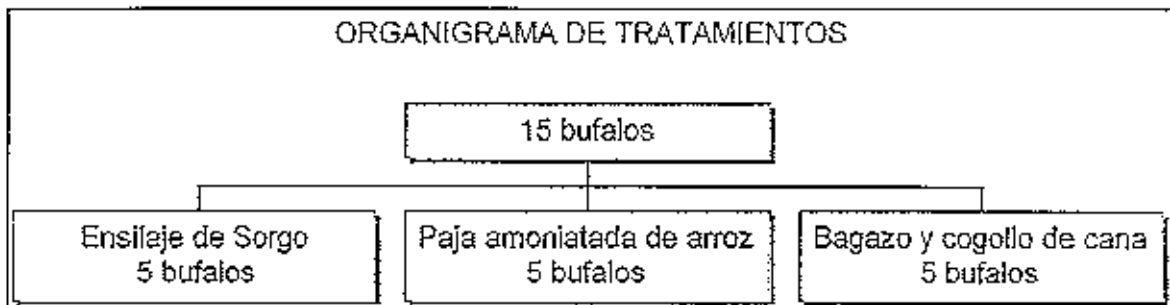 ORGANIGRAMA DE TRATAMIENTOS
15 bufalos
Ensilaje de Sorgo
5 bufalos
Paja amoniatada de arroz
5 bufalos
Bagazo y cogollo de cana
5 bufalos